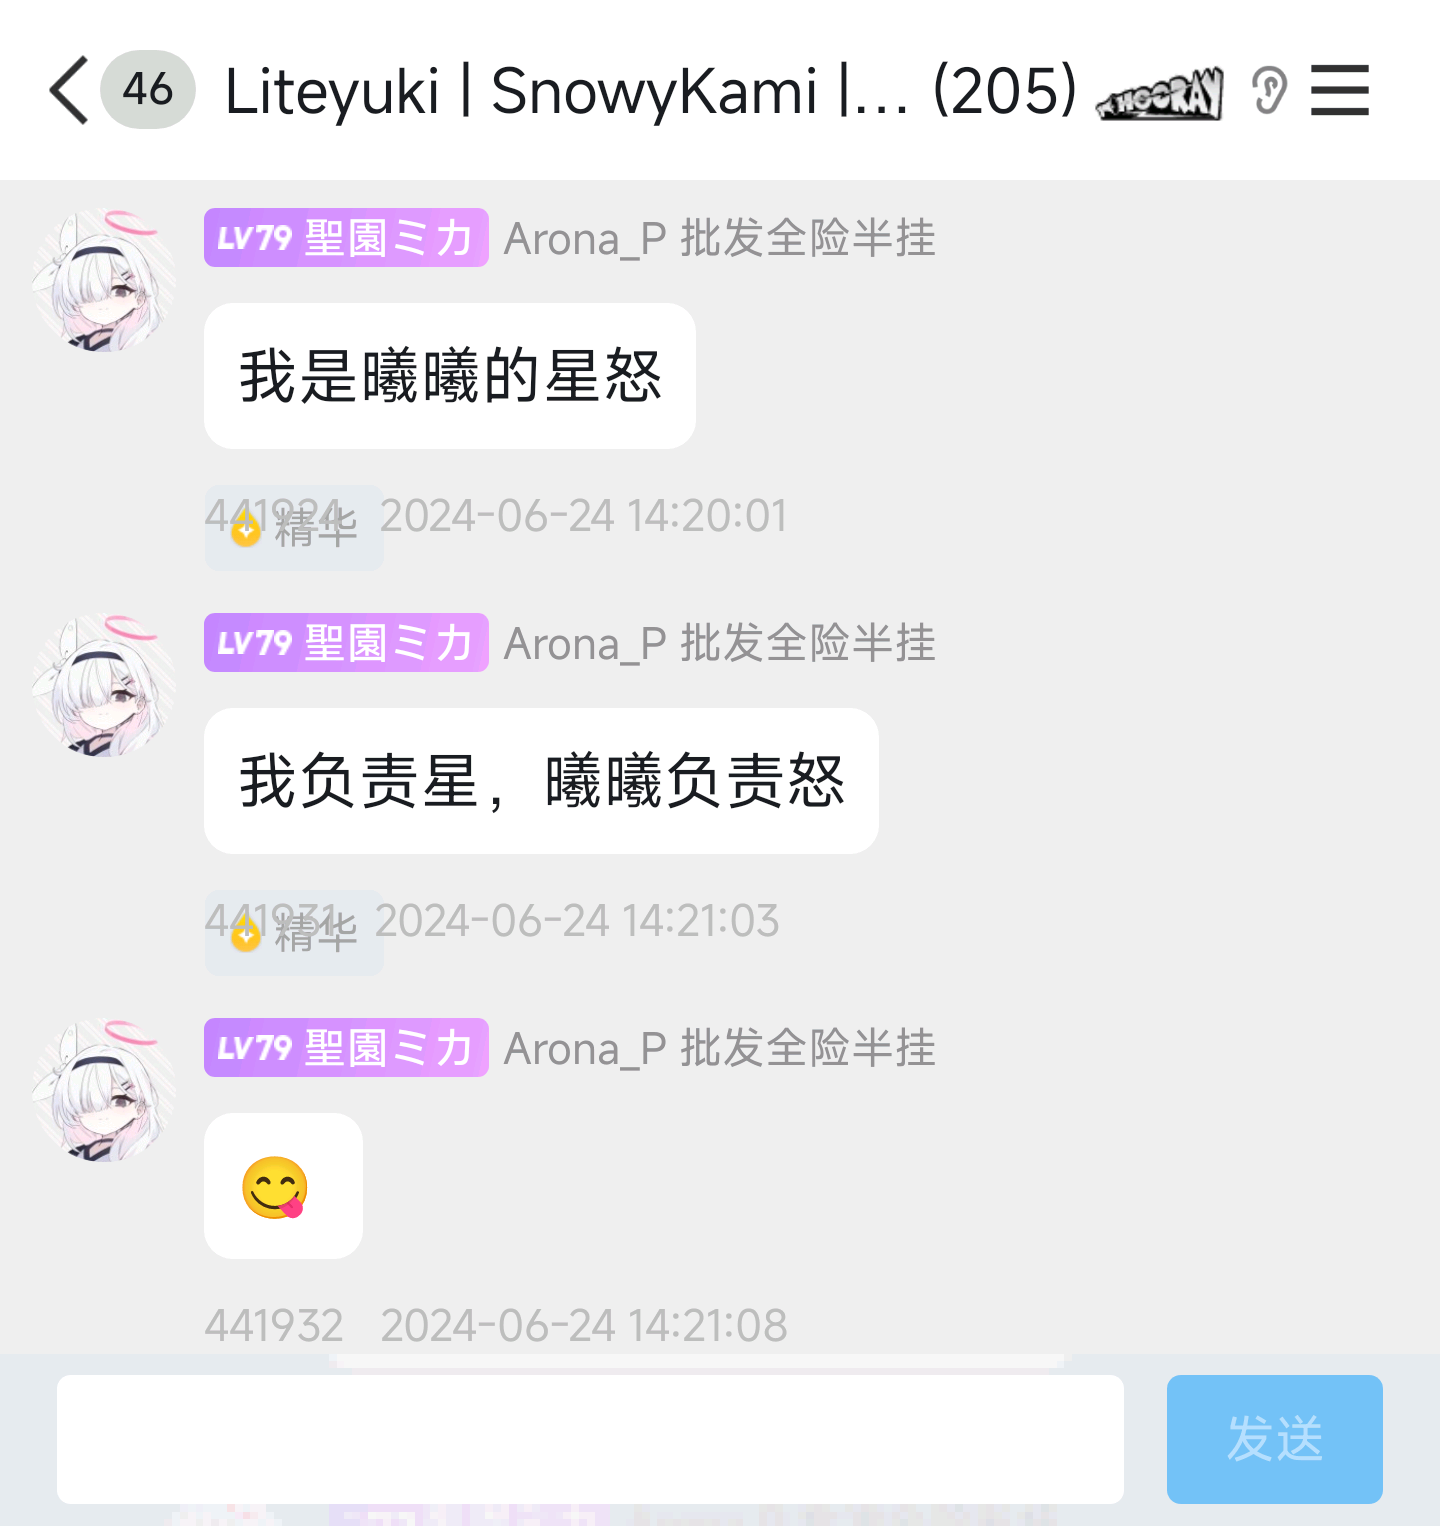 46 Liteyuki | SnowyKami |... (205) HOORAY
LV79 聖園ミカ Arona_P 批发全险半挂
我是曦曦的星怒
441924 2024-06-24 14:20:01
精华
LV79 聖園ミカ Arona_P 批发全险半挂
我负责星，曦曦负责怒
441931 2024-06-24 14:21:03
精华
LV79 聖園ミカ Arona_P 批发全险半挂
😋
441932 2024-06-24 14:21:08
发送